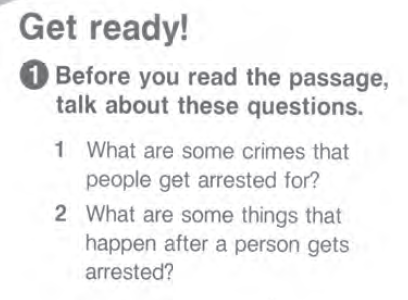 Get ready!
1 Before you read the passage,
talk about these questions.
1 What are some crimes that
people get arrested for?
2 What are some things that
happen after a person gets
arrested?